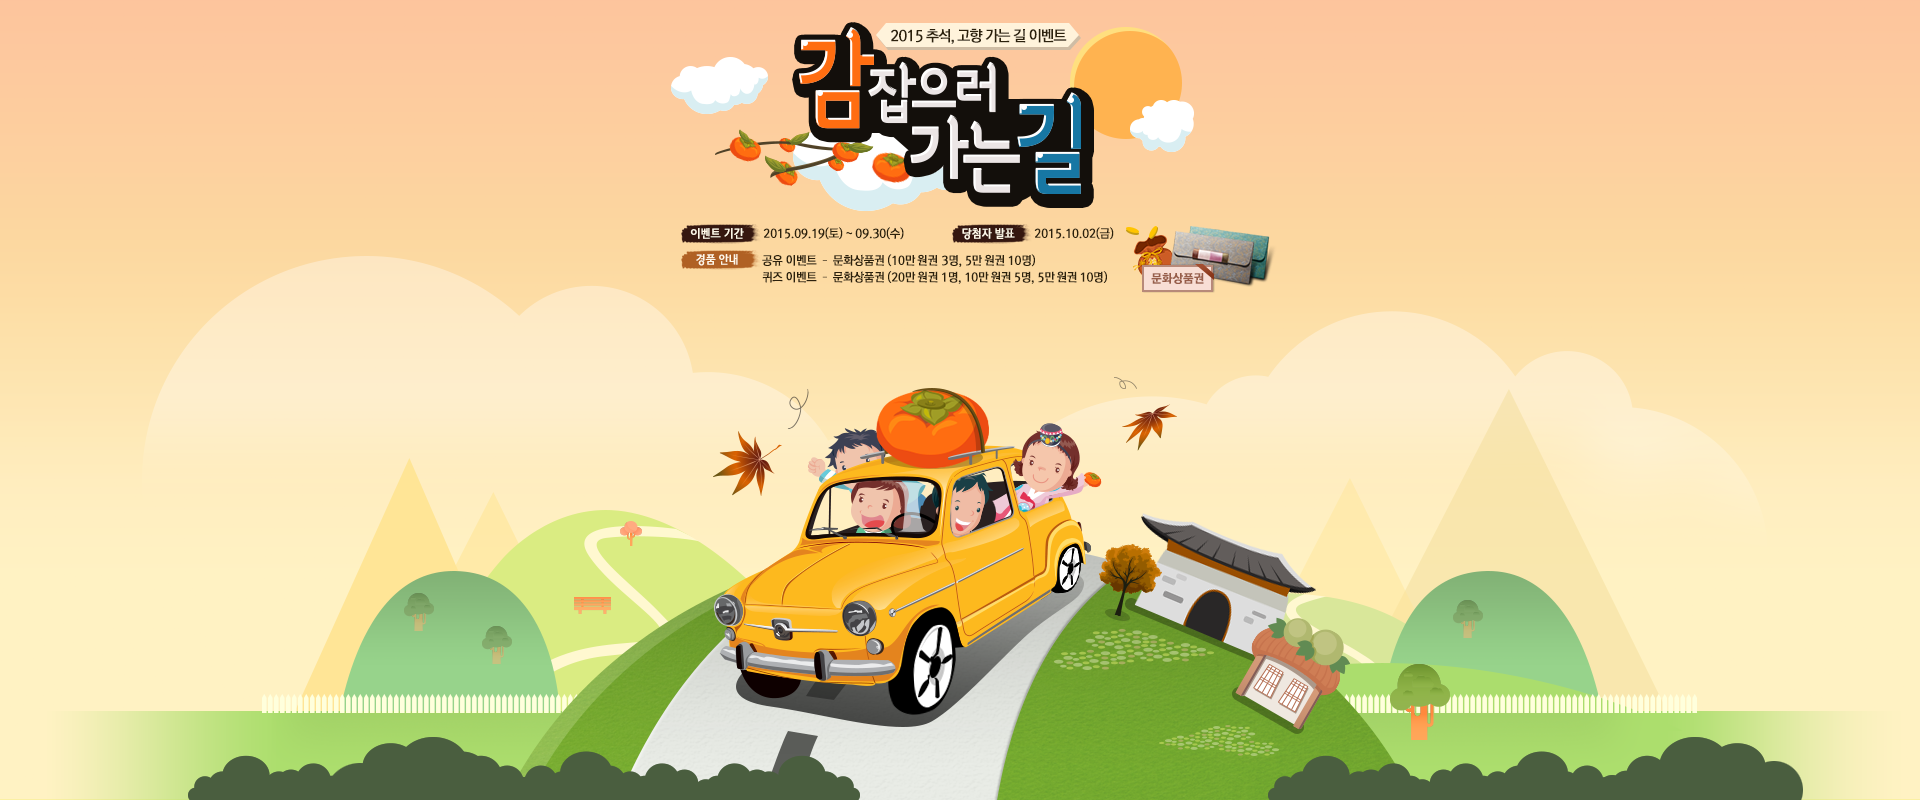 2015 추석, 고향 가는 길 이벤트
감잡으러
가는길
이벤트 기간 2015.09.19(토) ~ 09.30(수) 당첨자 발표 2015.10.02(금)
경품 안내 공유 이벤트 - 문화상품권 (10만 원권 3명, 5만 원권 10명)
퀴즈 이벤트 - 문화상품권 (20만 원권 1명, 10만 원권 5명, 5만 원권 10명)
문화상품권